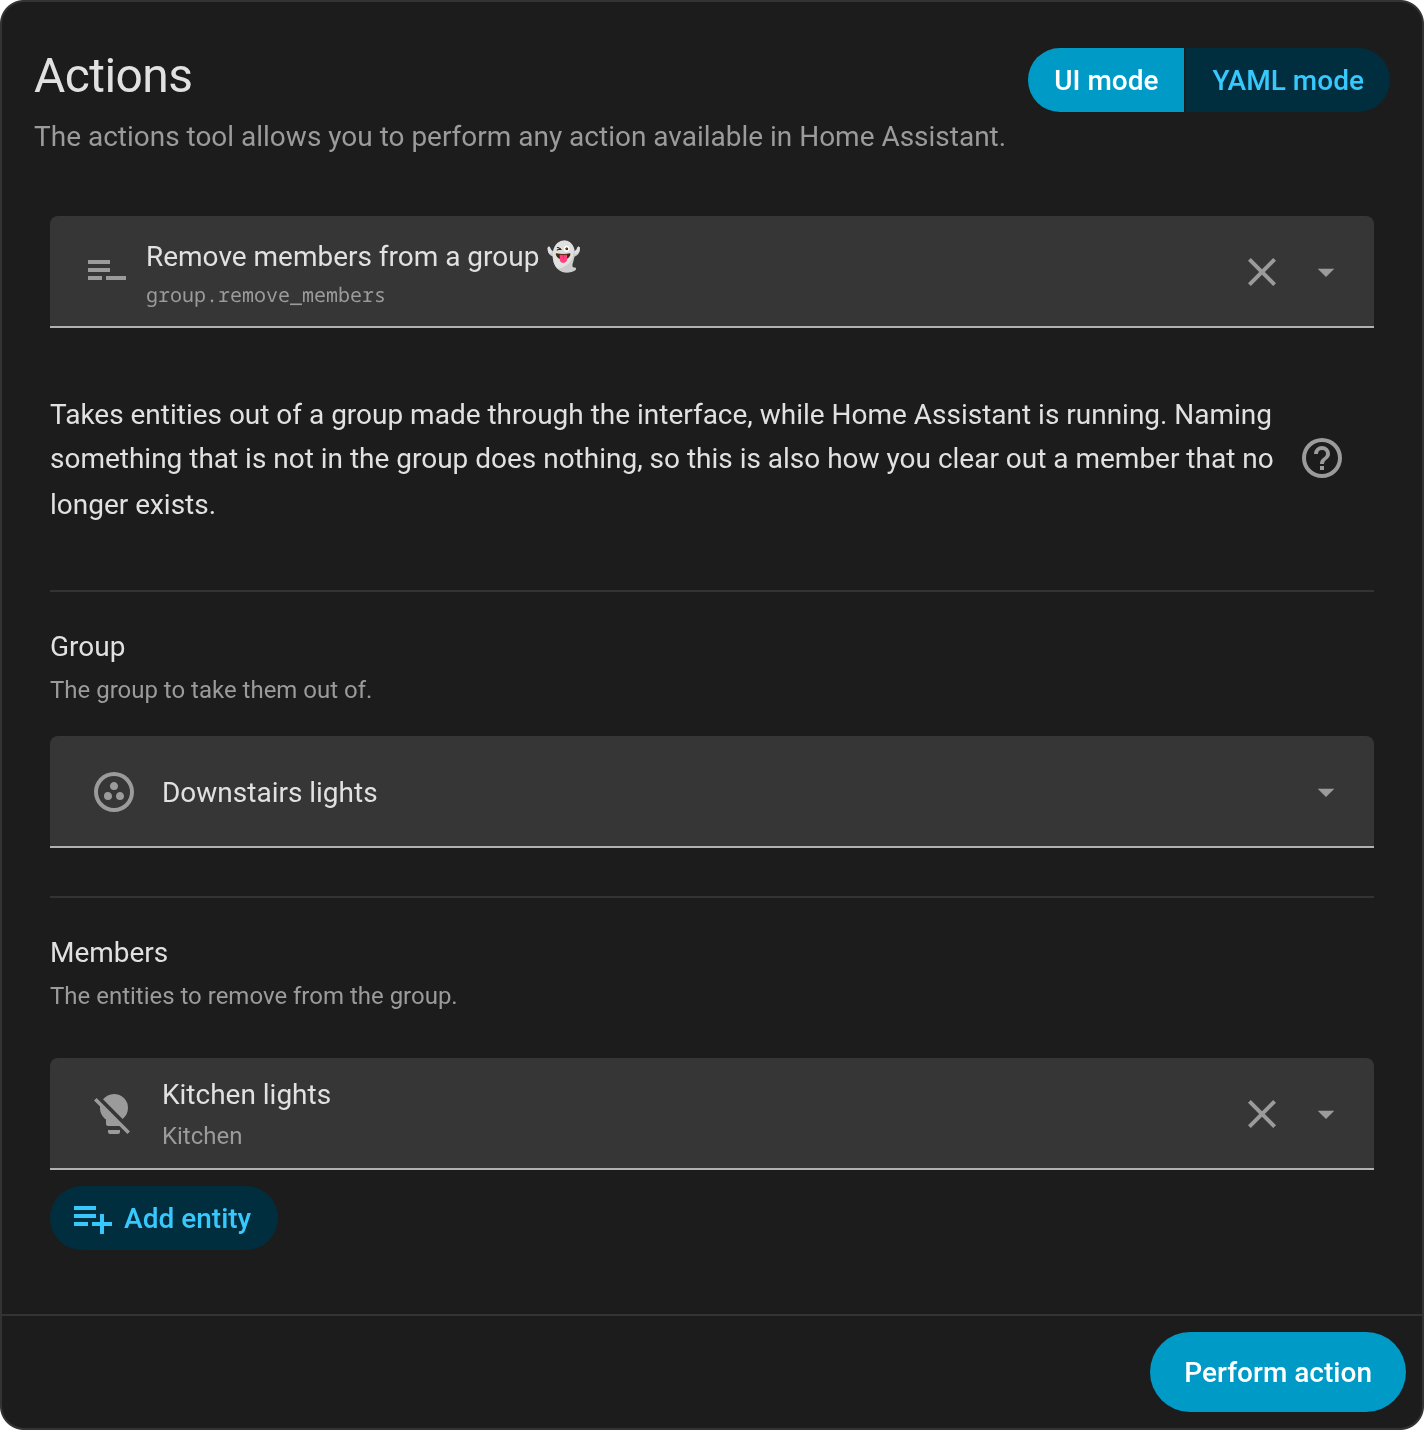 Actions
UI mode
YAML mode
The actions tool allows you to perform any action available in Home Assistant.
Remove members from a group 👻
group.remove_members
Takes entities out of a group made through the interface, while Home Assistant is running. Naming
something that is not in the group does nothing, so this is also how you clear out a member that no
longer exists.
Group
The group to take them out of.
Downstairs lights
Members
The entities to remove from the group.
Kitchen lights
Kitchen
Add entity
Perform action